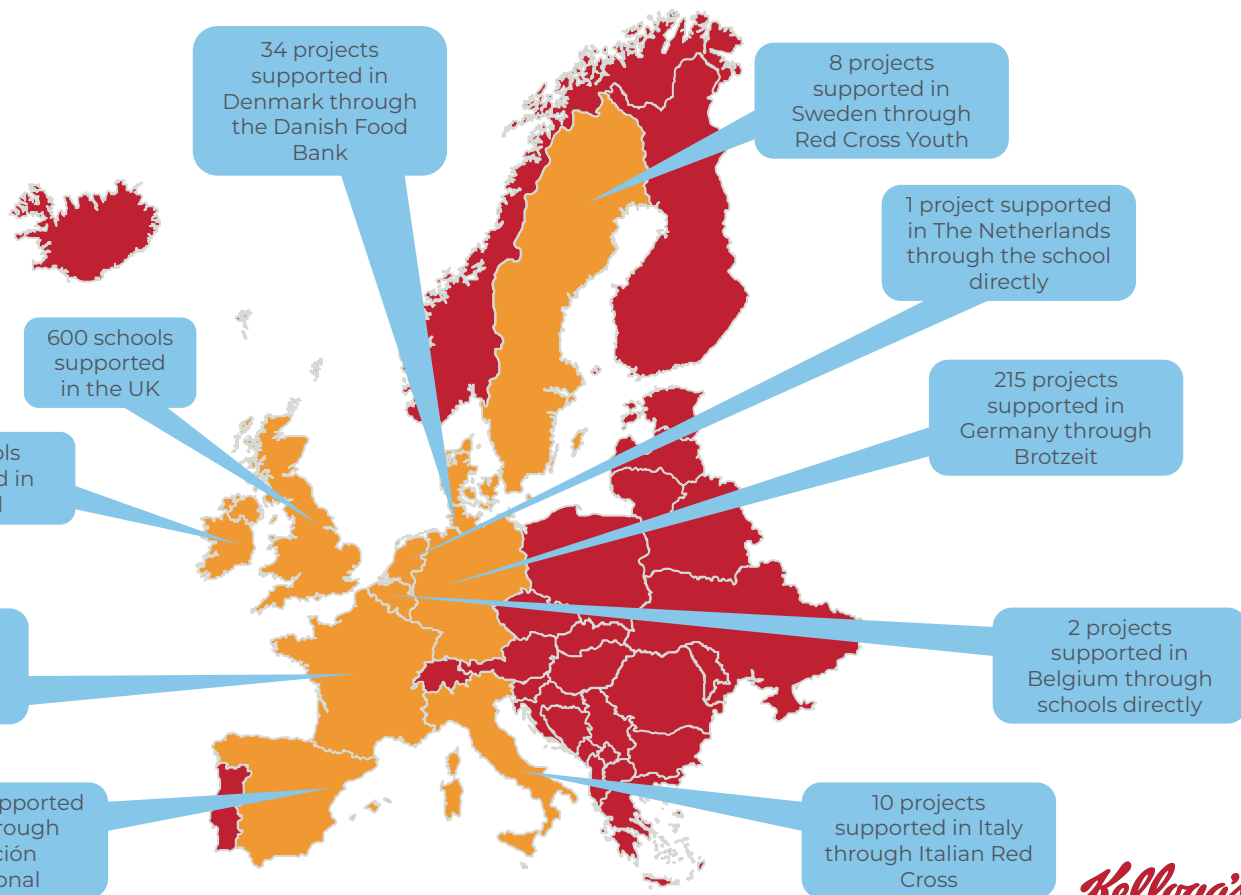 34 projects
supported in
Denmark through
the Danish Food
Bank
8 projects
supported in
Sweden through
Red Cross Youth
1 project supported
in The Netherlands
through the school
directly
600 schools
supported
in the UK
215 projects
supported in
Germany through
Brotzeit
in
2 projects
supported in
Belgium through
schools directly
10 projects
supported in Italy
through Italian Red
Cross
Kellogg's